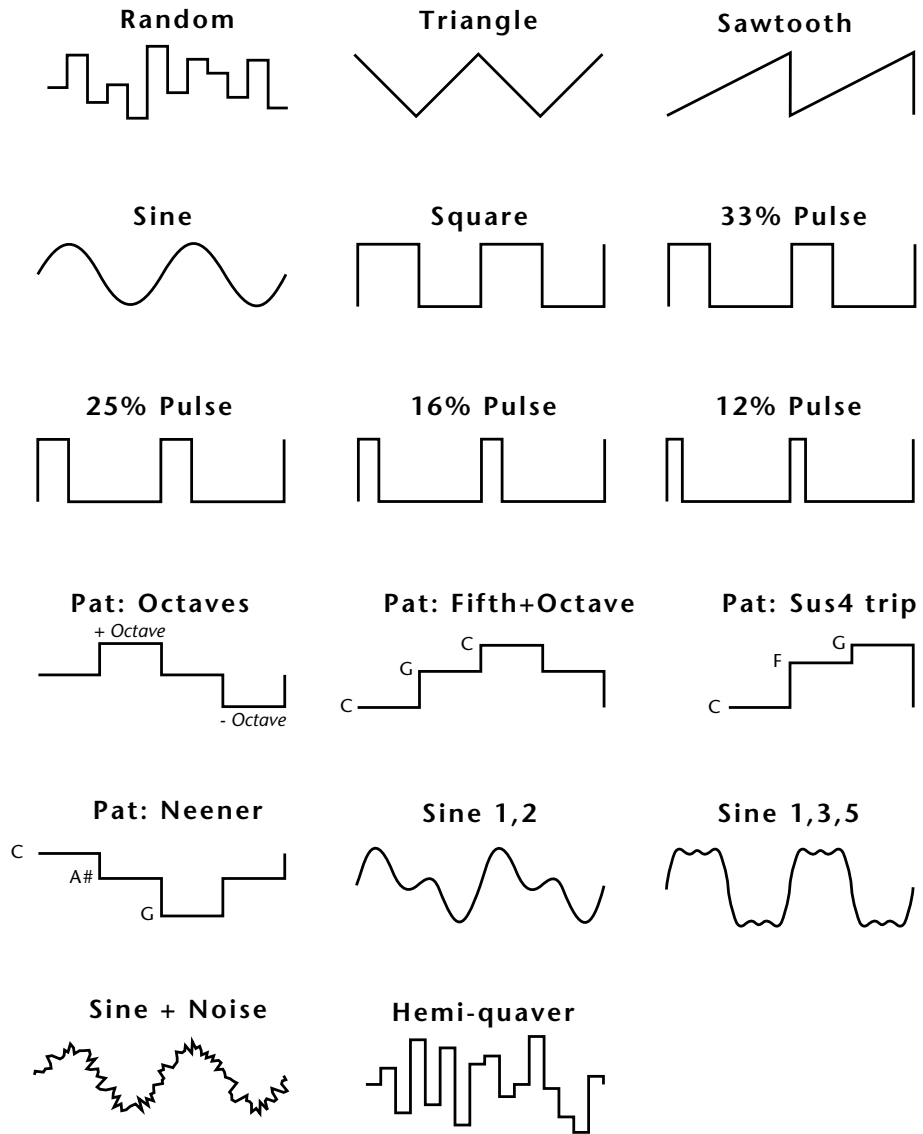 Random
Triangle
Sawtooth
Sine
Square
33% Pulse
25% Pulse
16% Pulse
12% Pulse
Pat: Octaves
+ Octave
- Octave
Pat: Fifth+Octave
C
G
C
Pat: Sus4 trip
G
F
C
Pat: Neener
C
A#
G
Sine 1,2
Sine 1,3,5
Sine + Noise
Hemi-quaver